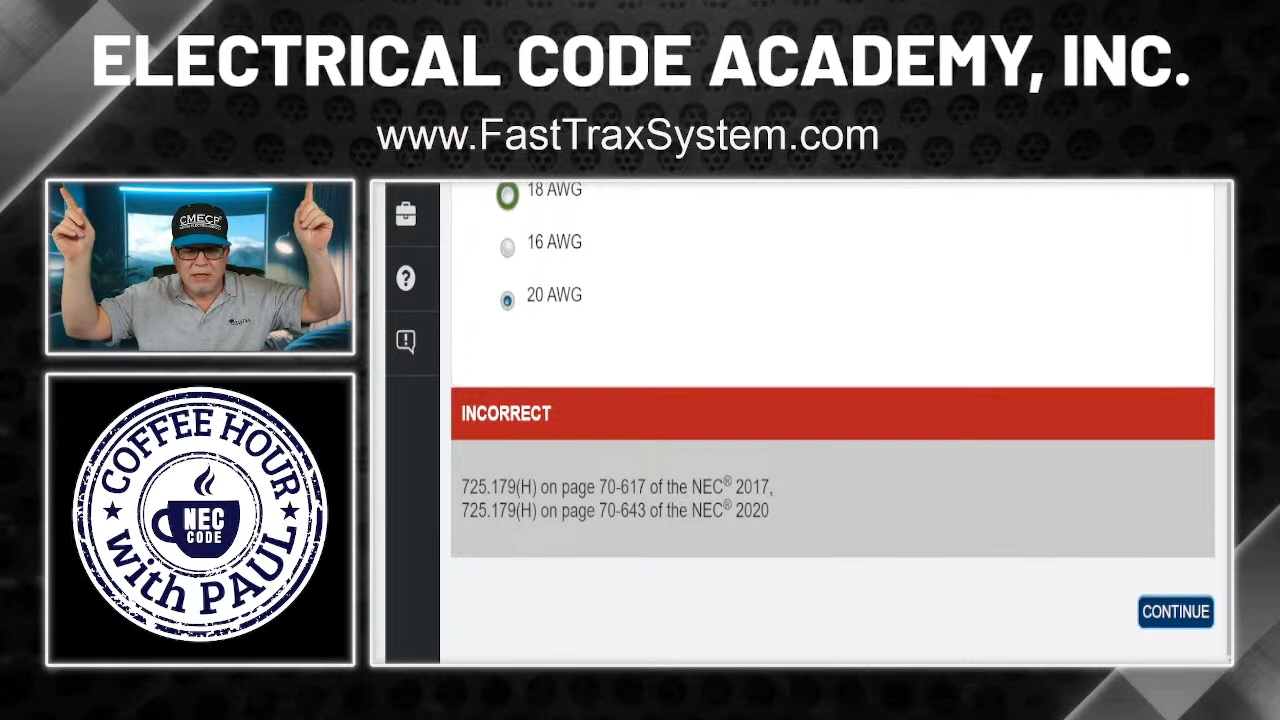 ELECTRICAL CODE ACADEMY, INC.
www.FastTraxSystem.com
CMECP®
18 AWG
16 AWG
20 AWG
INCORRECT
725.179(H) on page 70-617 of the NEC® 2017,
725.179(H) on page 70-643 of the NEC® 2020
CONTINUE
COFFEE HOUR
NEC
CODE
with PAUL